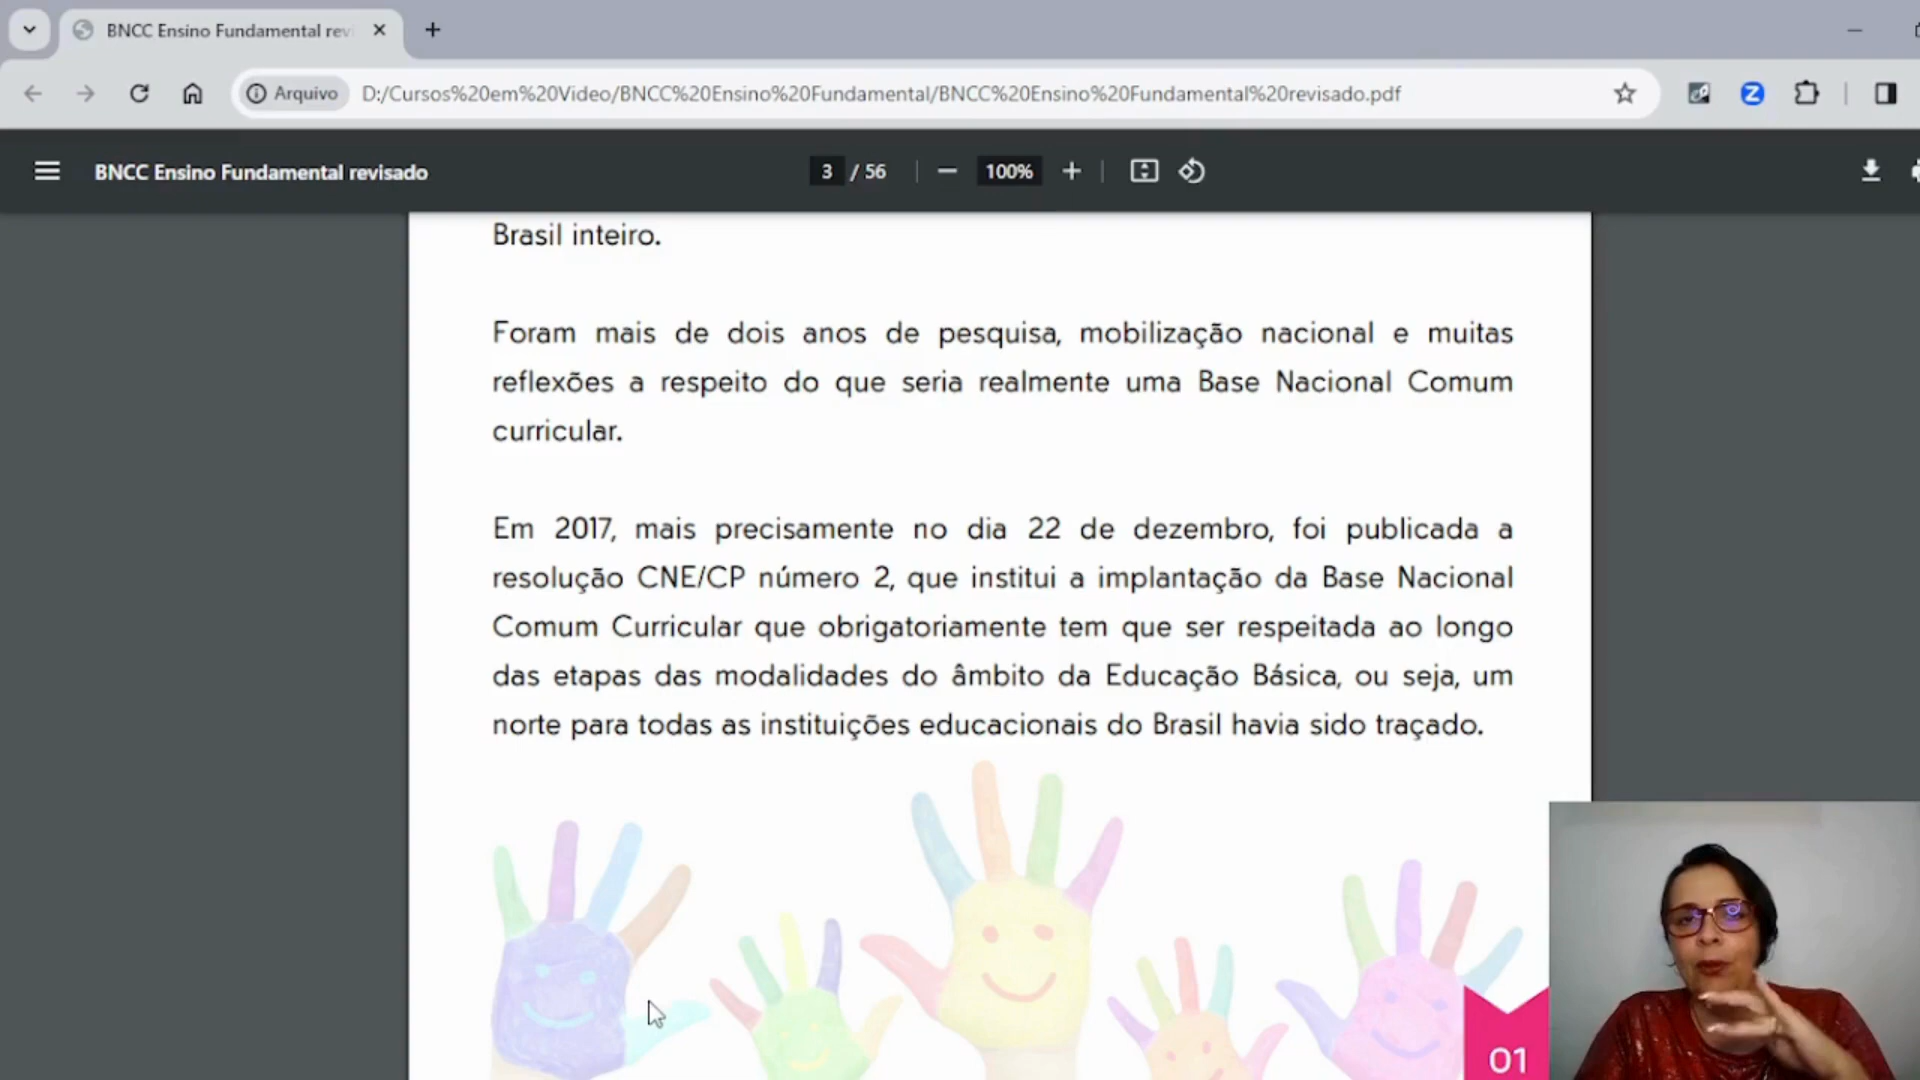 BNCC Ensino Fundamental rev
Arquivo
D:/Cursos%20em%20Video/BNCC%20Ensino%20Fundamental/BNCC%20Ensino%20Fundamental%20revisado.pdf
BNCC Ensino Fundamental revisado
3 / 56
100%
Brasil inteiro.
Foram mais de dois anos de pesquisa, mobilização nacional e muitas
reflexões a respeito do que seria realmente uma Base Nacional Comum
curricular.
Em 2017, mais precisamente no dia 22 de dezembro, foi publicada a
resolução CNE/CP número 2, que institui a implantação da Base Nacional
Comum Curricular que obrigatoriamente tem que ser respeitada ao longo
das etapas das modalidades do âmbito da Educação Básica, ou seja, um
norte para todas as instituições educacionais do Brasil havia sido traçado.
01